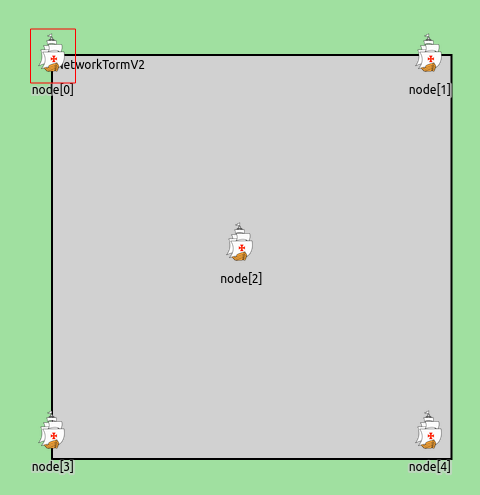 NetworkTormV2
node[0]
node[1]
node[2]
node[3]
node[4]